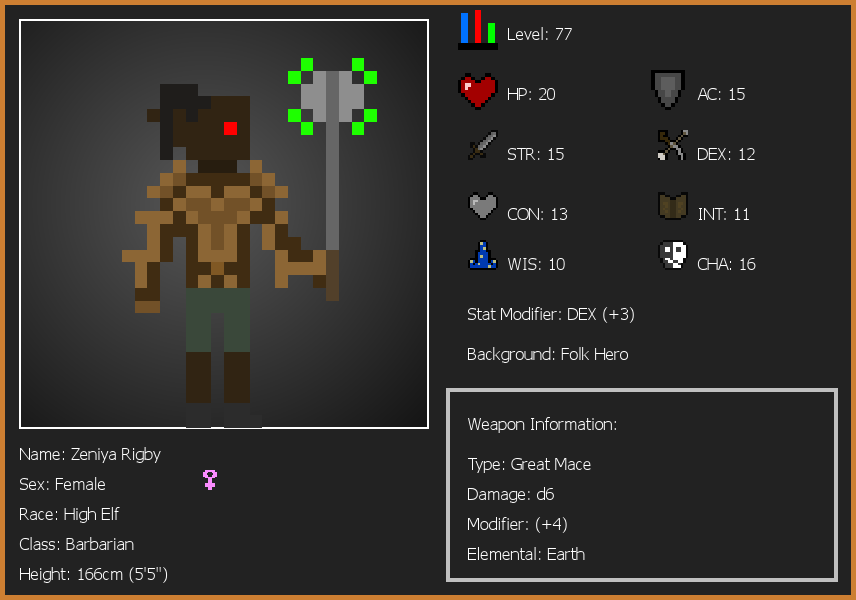 Level: 77
HP: 20
AC: 15
STR: 15
DEX: 12
CON: 13
INT: 11
WIS: 10
CHA: 16
Stat Modifier: DEX (+3)
Background: Folk Hero
Weapon Information:
Type: Great Mace
Damage: d6
Modifier: (+4)
Elemental: Earth
Name: Zeniya Rigby
Sex: Female
Race: High Elf
Class: Barbarian
Height: 166cm (5'5")